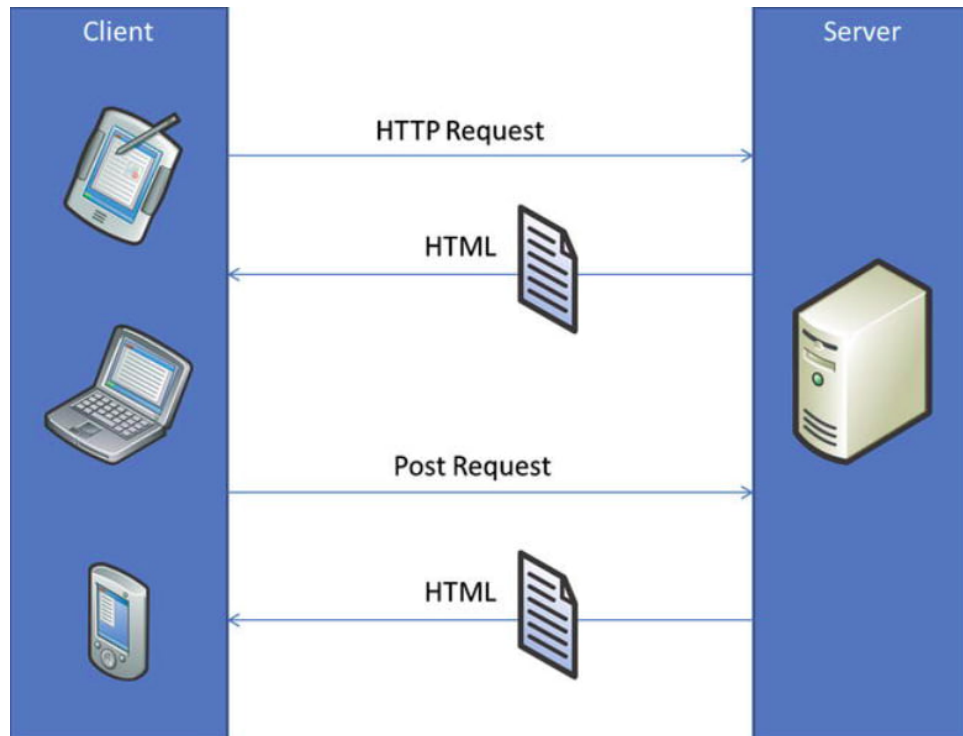 Client
Server
HTTP Request
HTML
Post Request
HTML